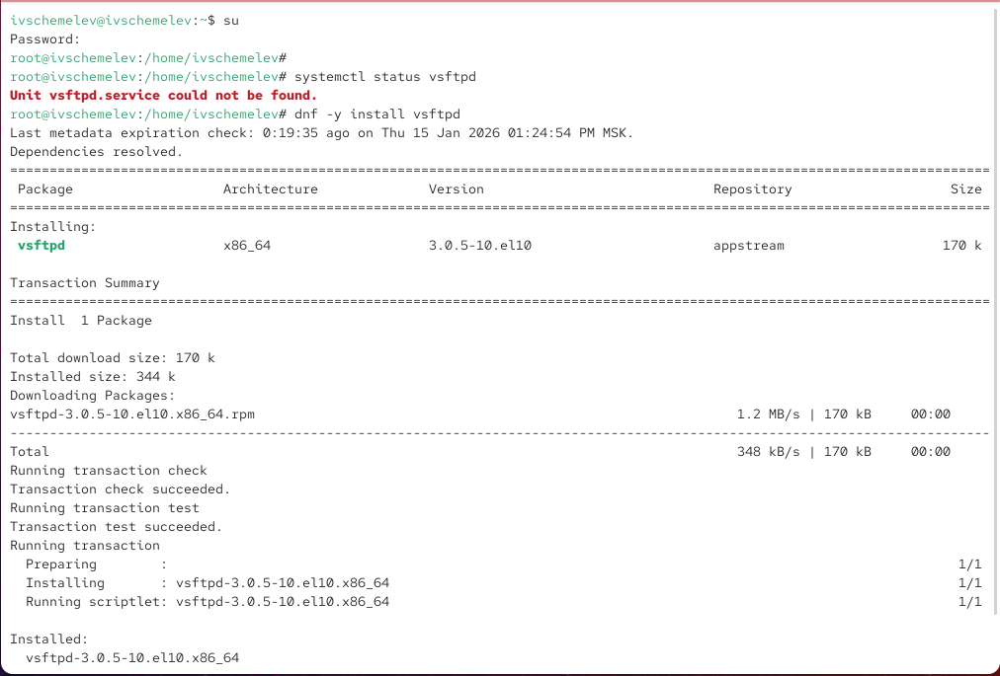 ivschemelev@ivschemelev:~$ su
Password:
root@ivschemelev:/home/ivschemelev#
root@ivschemelev:/home/ivschemelev# systemctl status vsftpd
Unit vsftpd.service could not be found.
root@ivschemelev:/home/ivschemelev# dnf -y install vsftpd
Last metadata expiration check: 0:19:35 ago on Thu 15 Jan 2026 01:24:54 PM MSK.
Dependencies resolved.
============================================================================================================================
Package Architecture Version Repository Size
============================================================================================================================
Installing:
vsftpd x86_64 3.0.5-10.el10 appstream 170 k
Transaction Summary
============================================================================================================================
Install 1 Package
Total download size: 170 k
Installed size: 344 k
Downloading Packages:
vsftpd-3.0.5-10.el10.x86_64.rpm 1.2 MB/s | 170 kB 00:00
----------------------------------------------------------------------------------------------------------------------------
Total 348 kB/s | 170 kB 00:00
Running transaction check
Transaction check succeeded.
Running transaction test
Transaction test succeeded.
Running transaction
Preparing : 1/1
Installing : vsftpd-3.0.5-10.el10.x86_64 1/1
Running scriptlet: vsftpd-3.0.5-10.el10.x86_64 1/1
Installed:
vsftpd-3.0.5-10.el10.x86_64